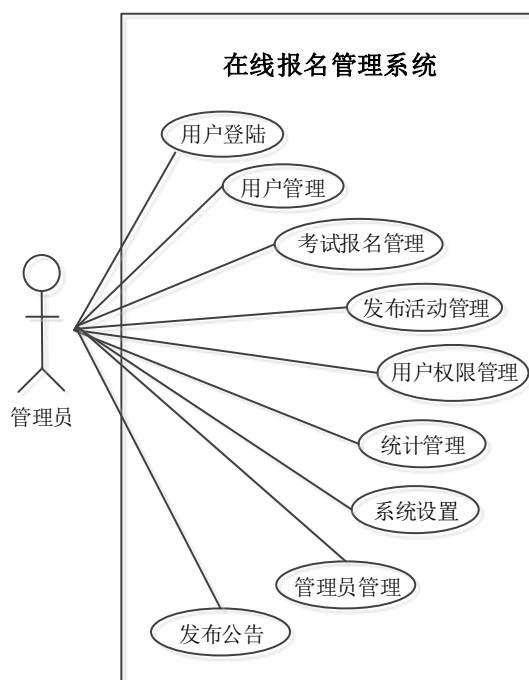 在线报名管理系统
用户登陆
用户管理
考试报名管理
发布活动管理
用户权限管理
管理员
统计管理
系统设置
管理员管理
发布公告